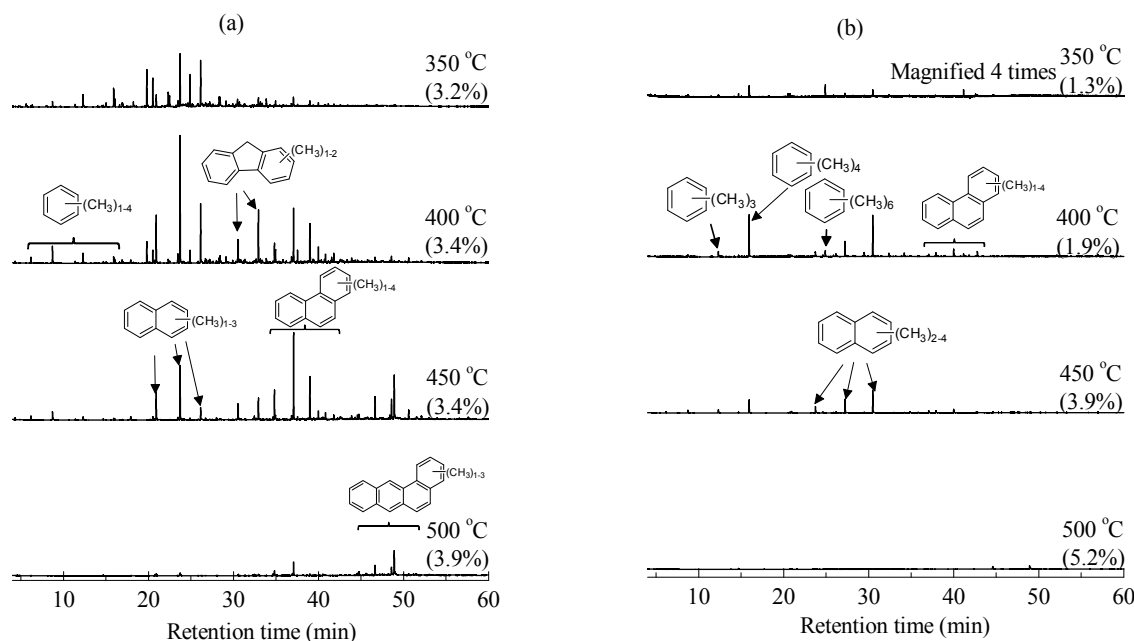 (a)
350 °C
(3.2%)
(CH3)1-2
(CH3)1-4
400 °C
(3.4%)
(CH3)1-4
(CH3)1-3
450 °C
(3.4%)
(CH3)1-3
500 °C
(3.9%)
10 20 30 40 50 60
Retention time (min)
(b)
350 °C
Magnified 4 times
(1.3%)
(CH3)4
(CH3)3
(CH3)6
(CH3)1-4
400 °C
(1.9%)
(CH3)2-4
450 °C
(3.9%)
500 °C
(5.2%)
10 20 30 40 50 60
Retention time (min)